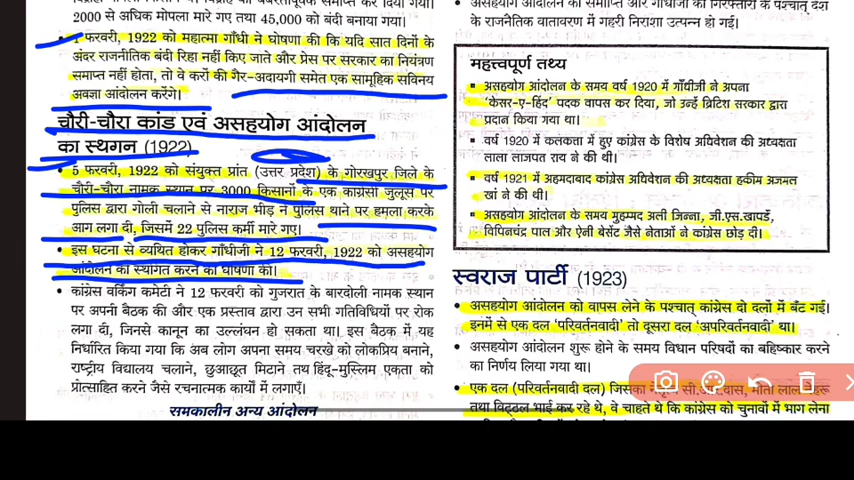 2000 से अधिक मोपला मारे गए तथा 45,000 को बंदी बनाया गया।
1 फरवरी, 1922 को महात्मा गाँधी ने घोषणा की कि यदि सात दिनों के
अंदर राजनीतिक बंदी रिहा नहीं किए जाते और प्रेस पर सरकार का नियंत्रण
समाप्त नहीं होता, तो वे करों की गैर-अदायगी समेत एक सामूहिक सविनय
अवज्ञा आंदोलन करेंगे।
चौरी-चौरा कांड एवं असहयोग आंदोलन
का स्थगन (1922)
5 फरवरी, 1922 को संयुक्त प्रांत (उत्तर प्रदेश) के गोरखपुर जिले के
चौरी-चौरा नामक स्थान पर 3000 किसानों के एक कांग्रेसी जुलूस पर
पुलिस द्वारा गोली चलाने से नाराज भीड़ ने पुलिस थाने पर हमला करके
आग लगा दी, जिसमें 22 पुलिस कर्मी मारे गए।
इस घटना से व्यथित होकर गाँधीजी ने 12 फरवरी, 1922 को असहयोग
आंदोलन को स्थगित करने की घोषणा की।
कांग्रेस वर्किंग कमेटी ने 12 फरवरी को गुजरात के बारदोली नामक स्थान
पर अपनी बैठक की और एक प्रस्ताव द्वारा उन सभी गतिविधियों पर रोक
लगा दी, जिनसे कानून का उल्लंघन हो सकता था। इस बैठक में यह
निर्धारित किया गया कि अब लोग अपना समय चरखे को लोकप्रिय बनाने,
राष्ट्रीय विद्यालय चलाने, छुआछूत मिटाने तथ हिंदू-मुस्लिम एकता को
प्रोत्साहित करने जैसे रचनात्मक कार्यों में लगाएँ।
समकालीन अन्य आंदोलन
असहयोग आंदोलन की समाप्ति और गांधीजी की गिरफ्तारी के पश्चात् देश
के राजनीतिक वातावरण में गहरी निराशा उत्पन्न हो गई।
महत्त्वपूर्ण तथ्य
असहयोग आंदोलन के समय वर्ष 1920 में गाँधीजी ने अपना
'केसर-ए-हिंद' पदक वापस कर दिया, जो उन्हें ब्रिटिश सरकार द्वारा
प्रदान किया गया था।
वर्ष 1920 में कलकता में हुए कांग्रेस के विशेष अधिवेशन की अध्यक्षता
लाला लाजपत राय ने की थी।
वर्ष 1921 में अहमदाबाद कांग्रेस अधिवेशन की अध्यक्षता हकीम अजमल
खां ने की थी।
असहयोग आंदोलन के समय मुहम्मद अली जिन्ना, जी.एस.खापर्डे,
विपिनचंद्र पाल और ऐनी बेसेंट जैसे नेताओं ने कांग्रेस छोड़ दी।
स्वराज पार्टी (1923)
असहयोग आंदोलन को वापस लेने के पश्चात् कांग्रेस दो दलों में बँट गई।
इनमें से एक दल 'परिवर्तनवादी' तो दूसरा दल 'अपरिवर्तनवादी' था।
असहयोग आंदोलन शुरू होने के समय विधान परिषदों का बहिष्कार करने
का निर्णय लिया गया था।
एक दल (परिवर्तनवादी दल) जिसका सी.आर.दास, मोती लाल
तथा विट्ठल भाई कर रहे थे, वे चाहते थे कि कांग्रेस को चुनावों में भाग लेना